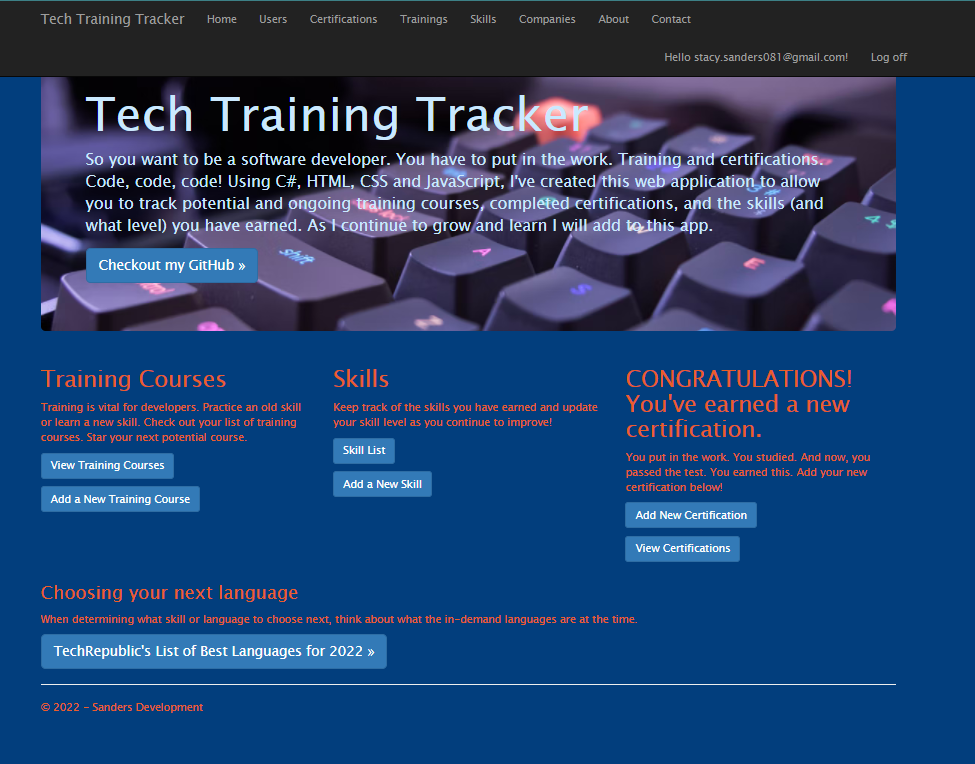 Tech Training Tracker Home Users Certifications Trainings Skills Companies About Contact
Hello stacy.sanders081@gmail.com! Log off
Tech Training Tracker
So you want to be a software developer. You have to put in the work. Training and certifications.
Code, code, code! Using C#, HTML, CSS and JavaScript, I've created this web application to allow
you to track potential and ongoing training courses, completed certifications, and the skills (and
what level) you have earned. As I continue to grow and learn I will add to this app.
Checkout my GitHub »
shift
A
S
E
4 $
Training Courses
Training is vital for developers. Practice an old skill
or learn a new skill. Check out your list of training
courses. Star your next potential course.
View Training Courses
Add a New Training Course
Skills
Keep track of the skills you have earned and update
your skill level as you continue to improve!
Skill List
Add a New Skill
CONGRATULATIONS!
You've earned a new
certification.
You put in the work. You studied. And now, you
passed the test. You earned this. Add your new
certification below!
Add New Certification
View Certifications
Choosing your next language
When determining what skill or language to choose next, think about what the in-demand languages are at the time.
TechRepublic's List of Best Languages for 2022 »
© 2022 - Sanders Development